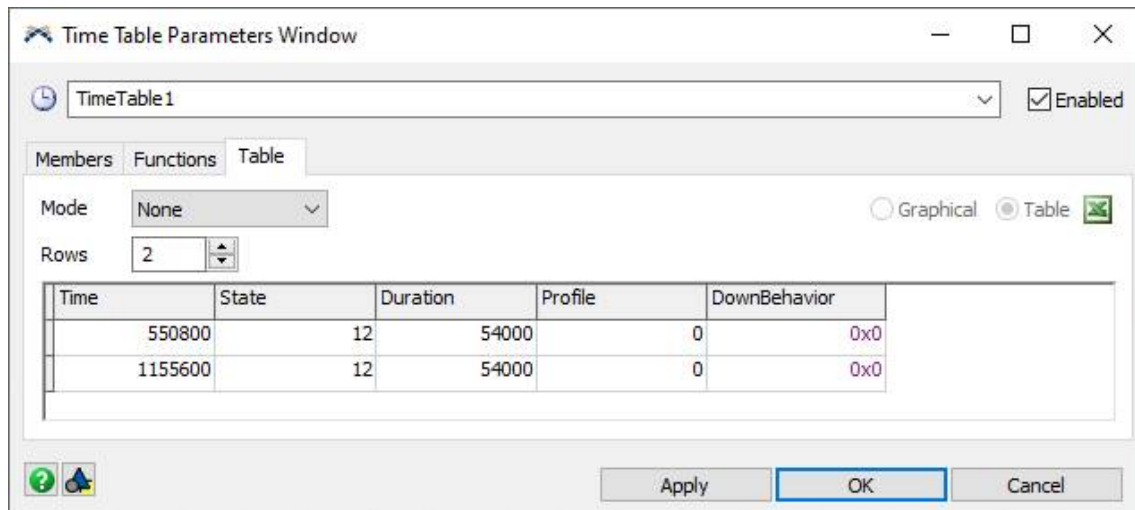 Time Table Parameters Window
TimeTable1 Enabled
Members Functions Table
Mode None Graphical Table
Rows 2
Time State Duration Profile DownBehavior
550800 12 54000 0 0x0
1155600 12 54000 0 0x0
Apply OK Cancel